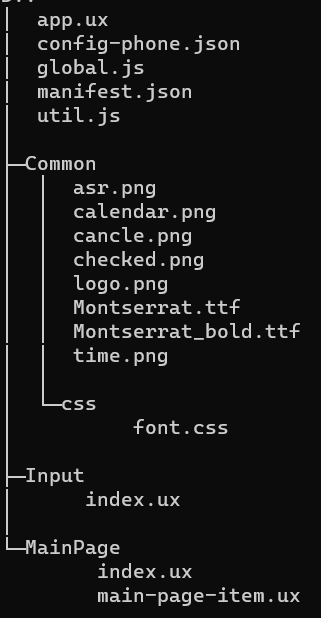 app.ux
config-phone.json
global.js
manifest.json
util.js
Common
asr.png
calendar.png
cancle.png
checked.png
logo.png
Montserrat.ttf
Montserrat_bold.ttf
time.png
css
font.css
Input
index.ux
MainPage
index.ux
main-page-item.ux